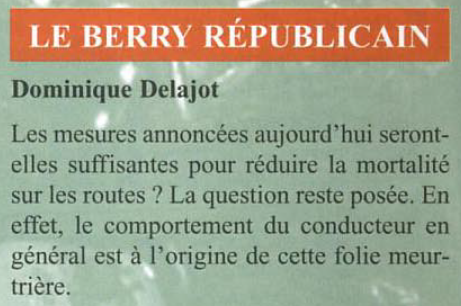 LE BERRY RÉPUBLICAIN
Dominique Delajot
Les mesures annoncées aujourd'hui seront-
elles suffisantes pour réduire la mortalité
sur les routes ? La question reste posée. En
effet, le comportement du conducteur en
général est à l'origine de cette folie meur-
trière.